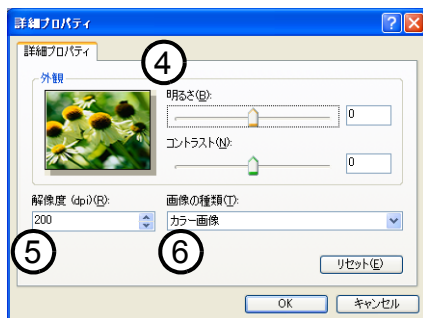 詳細プロパティ
詳細プロパティ
④
外観
明るさ(B):
0
コントラスト(N):
0
解像度 (dpi)(R):
画像の種類(T):
200
カラー画像
⑤
⑥
リセット(E)
OK
キャンセル